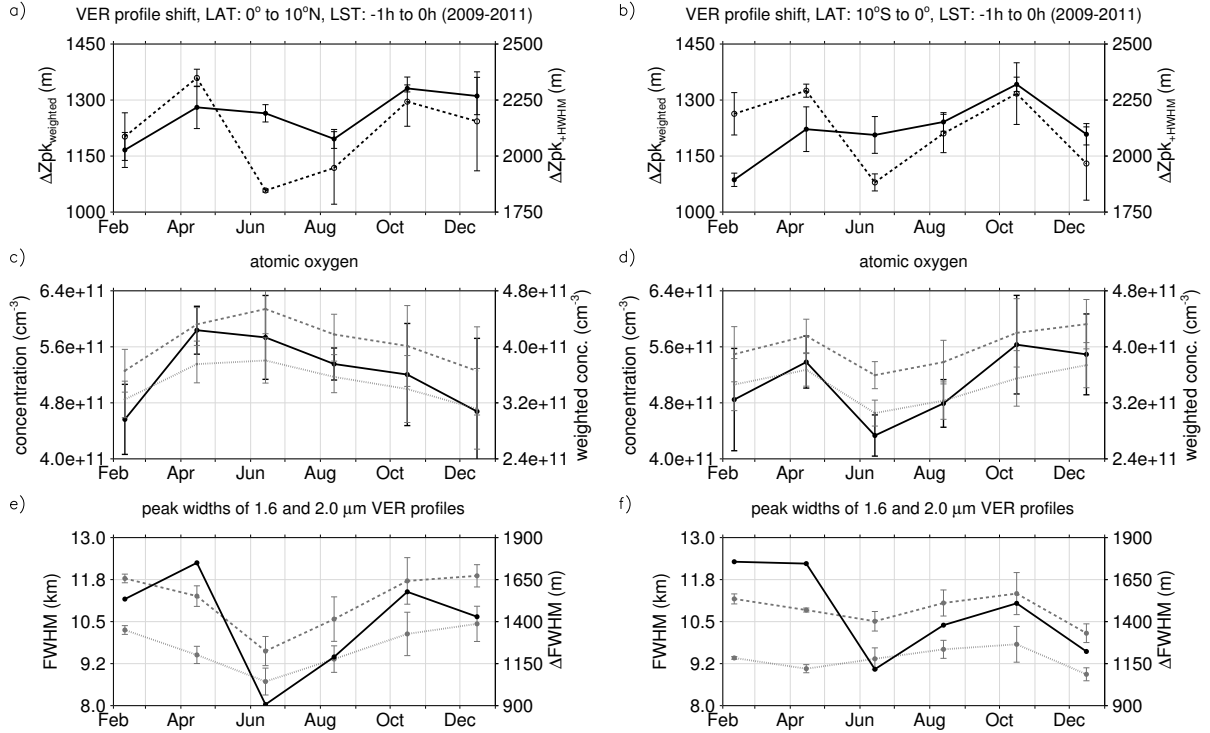 a) VER profile shift, LAT: 0° to 10°N, LST: -1h to 0h (2009-2011)
1450 2500
1300 2250
1150 2000
1000 1750
ΔZpk_weighted (m)
ΔZpk_+HWHM (m)
Feb Apr Jun Aug Oct Dec
b) VER profile shift, LAT: 10°S to 0°, LST: -1h to 0h (2009-2011)
1450 2500
1300 2250
1150 2000
1000 1750
ΔZpk_weighted (m)
ΔZpk_+HWHM (m)
Feb Apr Jun Aug Oct Dec
c) atomic oxygen
6.4e+11 4.8e+11
5.6e+11 4.0e+11
4.8e+11 3.2e+11
4.0e+11 2.4e+11
concentration (cm⁻³)
weighted conc. (cm⁻³)
Feb Apr Jun Aug Oct Dec
d) atomic oxygen
6.4e+11 4.8e+11
5.6e+11 4.0e+11
4.8e+11 3.2e+11
4.0e+11 2.4e+11
concentration (cm⁻³)
weighted conc. (cm⁻³)
Feb Apr Jun Aug Oct Dec
e) peak widths of 1.6 and 2.0 μm VER profiles
13.0 1900
11.8 1650
10.5 1400
9.2 1150
8.0 900
FWHM (km)
ΔFWHM (m)
Feb Apr Jun Aug Oct Dec
f) peak widths of 1.6 and 2.0 μm VER profiles
13.0 1900
11.8 1650
10.5 1400
9.2 1150
8.0 900
FWHM (km)
ΔFWHM (m)
Feb Apr Jun Aug Oct Dec